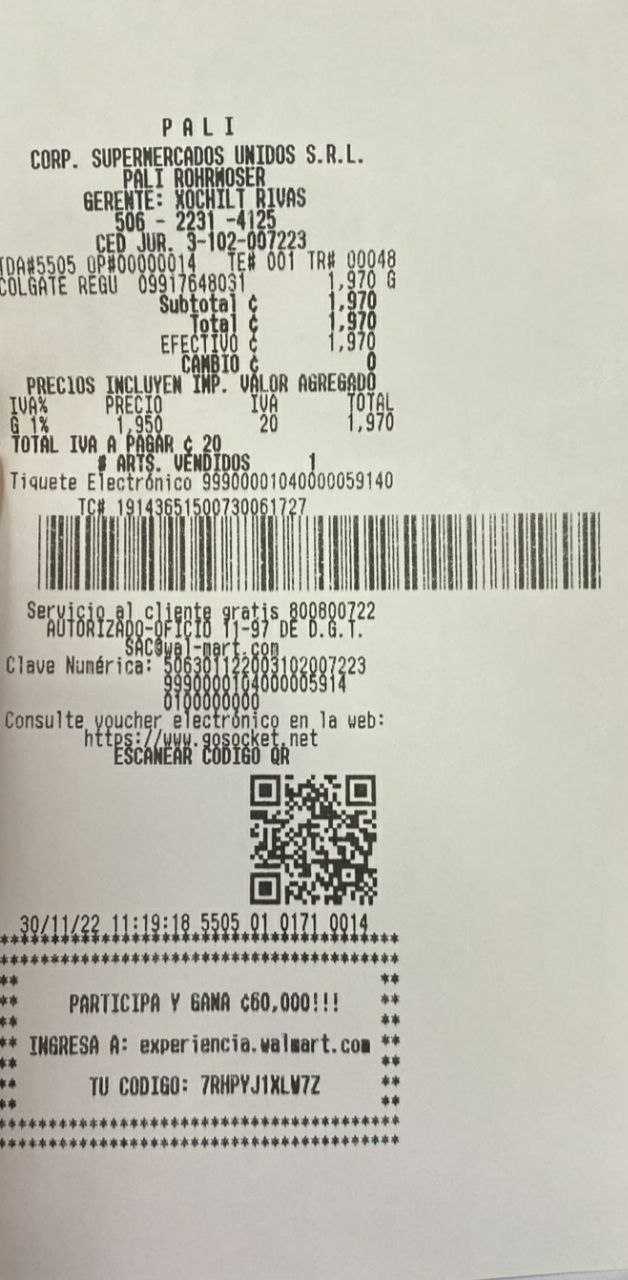 P A L I
CORP. SUPERMERCADOS UNIDOS S.R.L.
PALI ROHRMOSER
GERENTE: XOCHILT RIVAS
506 - 2231 -4125
CED JUR. 3-102-007223
TDA#5505 OP#00000014 TE# 001 TR# 00048
COLGATE REGU 09917648031 1,970 G
Subtotal ¢ 1,970
Total ¢ 1,970
EFECTIVO ¢ 1,970
CAMBIO ¢ 0
PRECIOS INCLUYEN IMP. VALOR AGREGADO
IVA% PRECIO IVA TOTAL
G 1% 1,950 20 1,970
TOTAL IVA A PAGAR ¢ 20
# ARTS. VENDIDOS 1
Tiquete Electrónico 99900001040000059140
TC# 19143651500730061727
Servicio al cliente gratis 800800722
AUTORIZADO-OFICIO 11-97 DE D.G.T.
SAC@wal-mart.com
Clave Numérica: 506301122003102007223
9990000104000005914
0100000000
Consulte voucher electrónico en la web:
https://www.gosocket.net
ESCANEAR CODIGO QR
30/11/22 11:19:18 5505 01 0171 0014
****************************************
****************************************
** **
** PARTICIPA Y GANA ¢60,000!!! **
** **
** INGRESA A: experiencia.walmart.com **
** **
** TU CODIGO: 7RHPYJ1XLW7Z **
** **
****************************************
****************************************